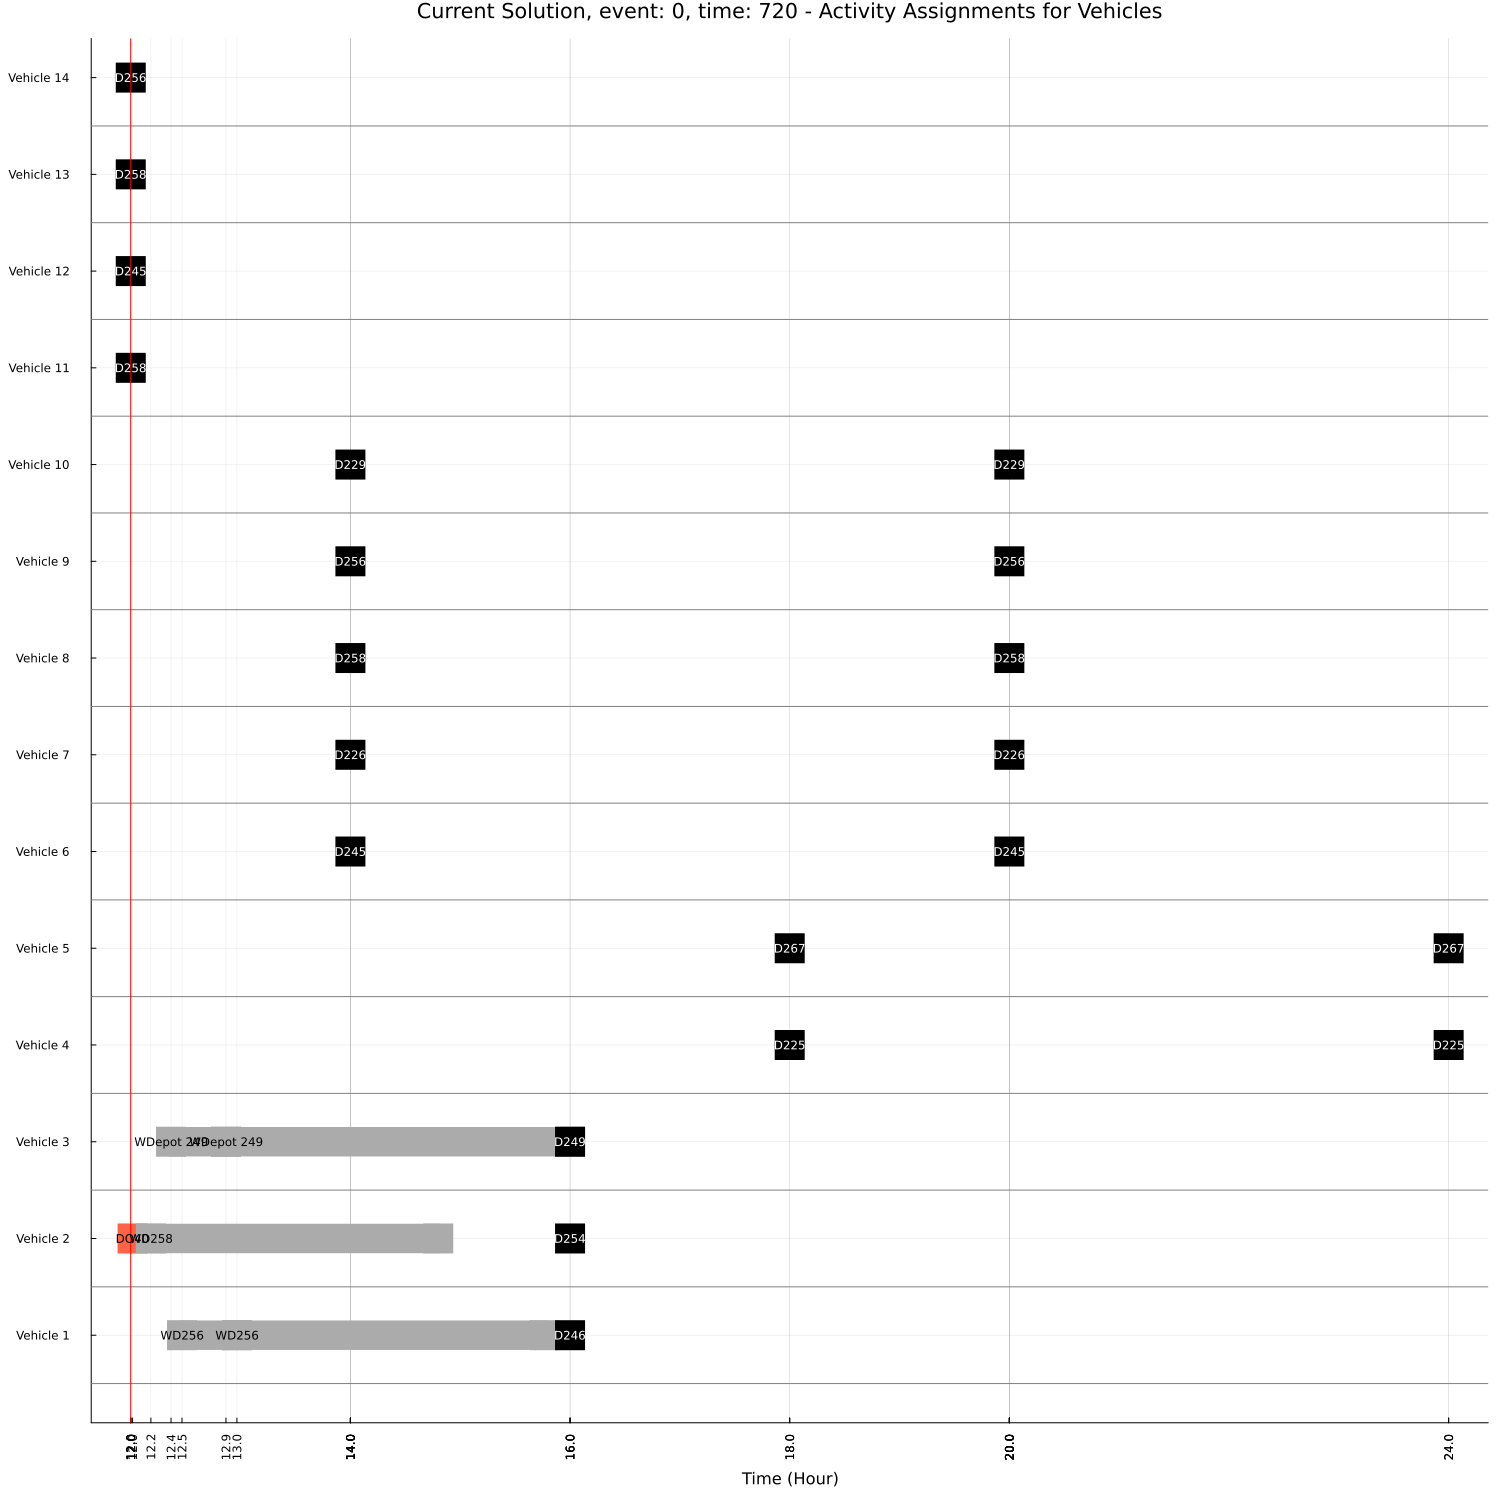 Current Solution, event: 0, time: 720 - Activity Assignments for Vehicles
Vehicle 14
D256
Vehicle 13
D258
Vehicle 12
D245
Vehicle 11
D258
Vehicle 10
D229
D229
Vehicle 9
D256
D256
Vehicle 8
D258
D258
Vehicle 7
D226
D226
Vehicle 6
D245
D245
Vehicle 5
D267
D267
Vehicle 4
D225
D225
Vehicle 3
WDepot 249
WDepot 249
D249
Vehicle 2
WD258
D254
Vehicle 1
WD256
WD256
D246
12.0
12.2
12.4
12.5
12.9
13.0
14.0
16.0
18.0
20.0
24.0
Time (Hour)